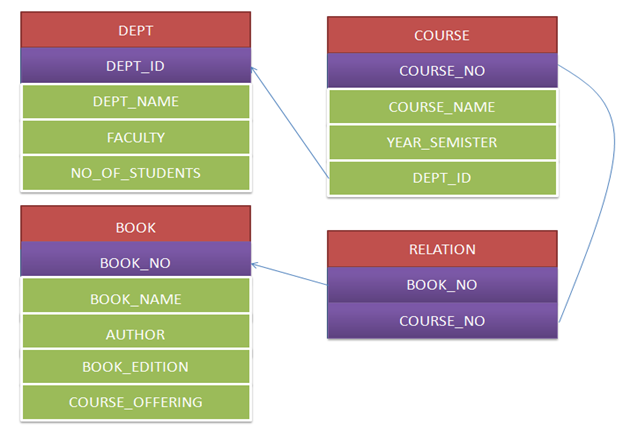 DEPT
DEPT_ID
DEPT_NAME
FACULTY
NO_OF_STUDENTS
COURSE
COURSE_NO
COURSE_NAME
YEAR_SEMISTER
DEPT_ID
BOOK
BOOK_NO
BOOK_NAME
AUTHOR
BOOK_EDITION
COURSE_OFFERING
RELATION
BOOK_NO
COURSE_NO